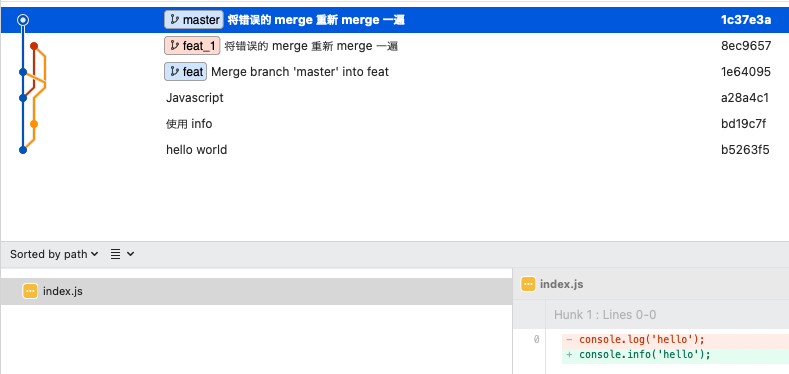 master 将错误的 merge 重新 merge 一遍 1c37e3a
feat_1 将错误的 merge 重新 merge 一遍 8ec9657
feat Merge branch 'master' into feat 1e64095
Javascript a28a4c1
使用 info bd19c7f
hello world b5263f5
Sorted by path
index.js
index.js
Hunk 1 : Lines 0-0
0 - console.log('hello');
+ console.info('hello');